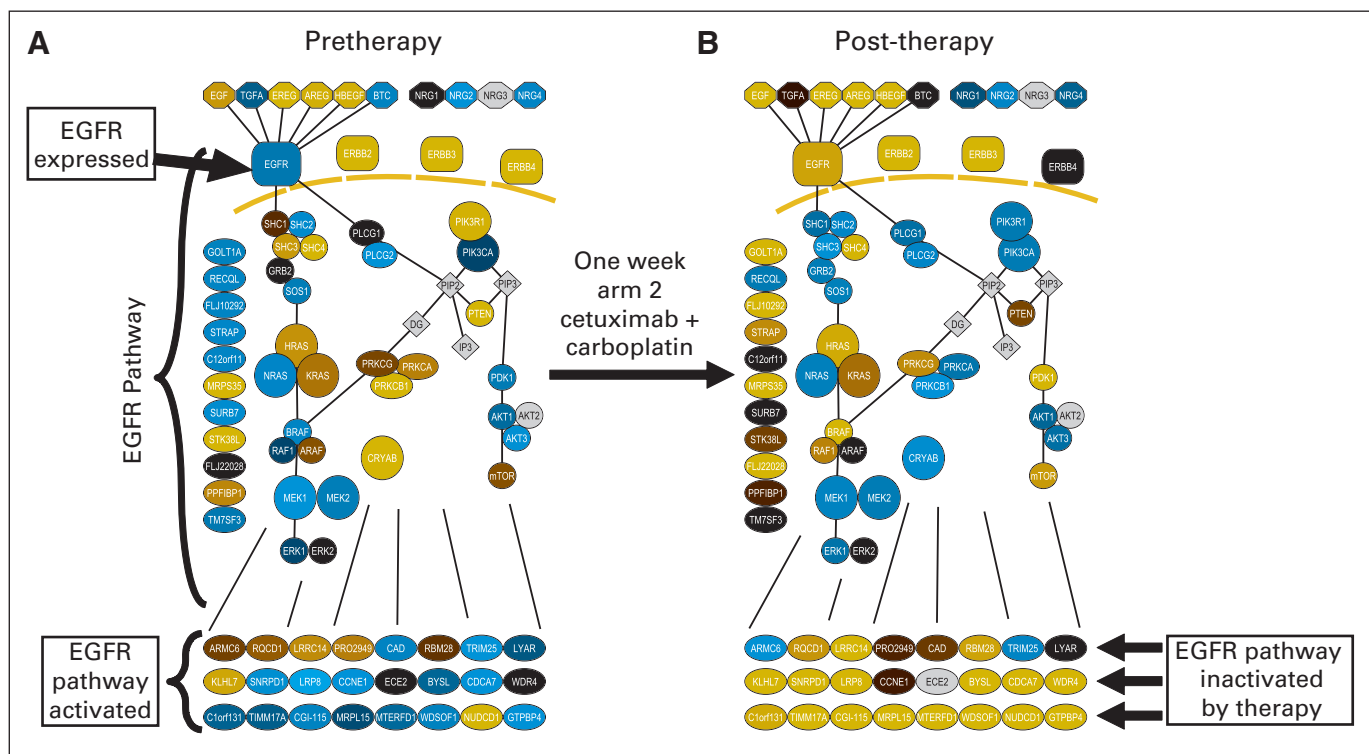 A
Pretherapy
B
Post-therapy
EGF TGFA EREG AREG HBEGF BTC NRG1 NRG2 NRG3 NRG4
EGFR
expressed
EGFR
ERBB2
ERBB3
ERBB4
EGFR Pathway
SHC1 SHC2
SHC3 SHC4
GRB2
SOS1
PLCG1
PLCG2
PIK3R1
PIK3CA
PIP2
PIP3
PTEN
DG
IP3
GOLT1A
RECQL
FLJ10292
STRAP
C12orf11
MRPS35
SURB7
STK38L
FLJ22028
PPFIBP1
TM7SF3
HRAS
NRAS KRAS
PRKCG PRKCA
PRKCB1
PDK1
AKT1 AKT2
AKT3
mTOR
BRAF
RAF1 ARAF
CRYAB
MEK1 MEK2
ERK1 ERK2
EGFR
pathway
activated
ARMC6 RQCD1 LRRC14 PRO2949 CAD RBM28 TRIM25 LYAR
KLHL7 SNRPD1 LRP8 CCNE1 ECE2 BYSL CDCA7 WDR4
C1orf131 TIMM17A CGI-115 MRPL15 MTERFD1 WDSOF1 NUDCD1 GTPBP4
One week
arm 2
cetuximab +
carboplatin
EGF TGFA EREG AREG HBEGF BTC NRG1 NRG2 NRG3 NRG4
EGFR
ERBB2
ERBB3
ERBB4
SHC1 SHC2
SHC3 SHC4
GRB2
SOS1
PLCG1
PLCG2
PIK3R1
PIK3CA
PIP2
PIP3
PTEN
DG
IP3
GOLT1A
RECQL
FLJ10292
STRAP
C12orf11
MRPS35
SURB7
STK38L
FLJ22028
PPFIBP1
TM7SF3
HRAS
NRAS KRAS
PRKCG PRKCA
PRKCB1
PDK1
AKT1 AKT2
AKT3
mTOR
BRAF
RAF1 ARAF
CRYAB
MEK1 MEK2
ERK1 ERK2
ARMC6 RQCD1 LRRC14 PRO2949 CAD RBM28 TRIM25 LYAR
KLHL7 SNRPD1 LRP8 CCNE1 ECE2 BYSL CDCA7 WDR4
C1orf131 TIMM17A CGI-115 MRPL15 MTERFD1 WDSOF1 NUDCD1 GTPBP4
EGFR pathway
inactivated
by therapy